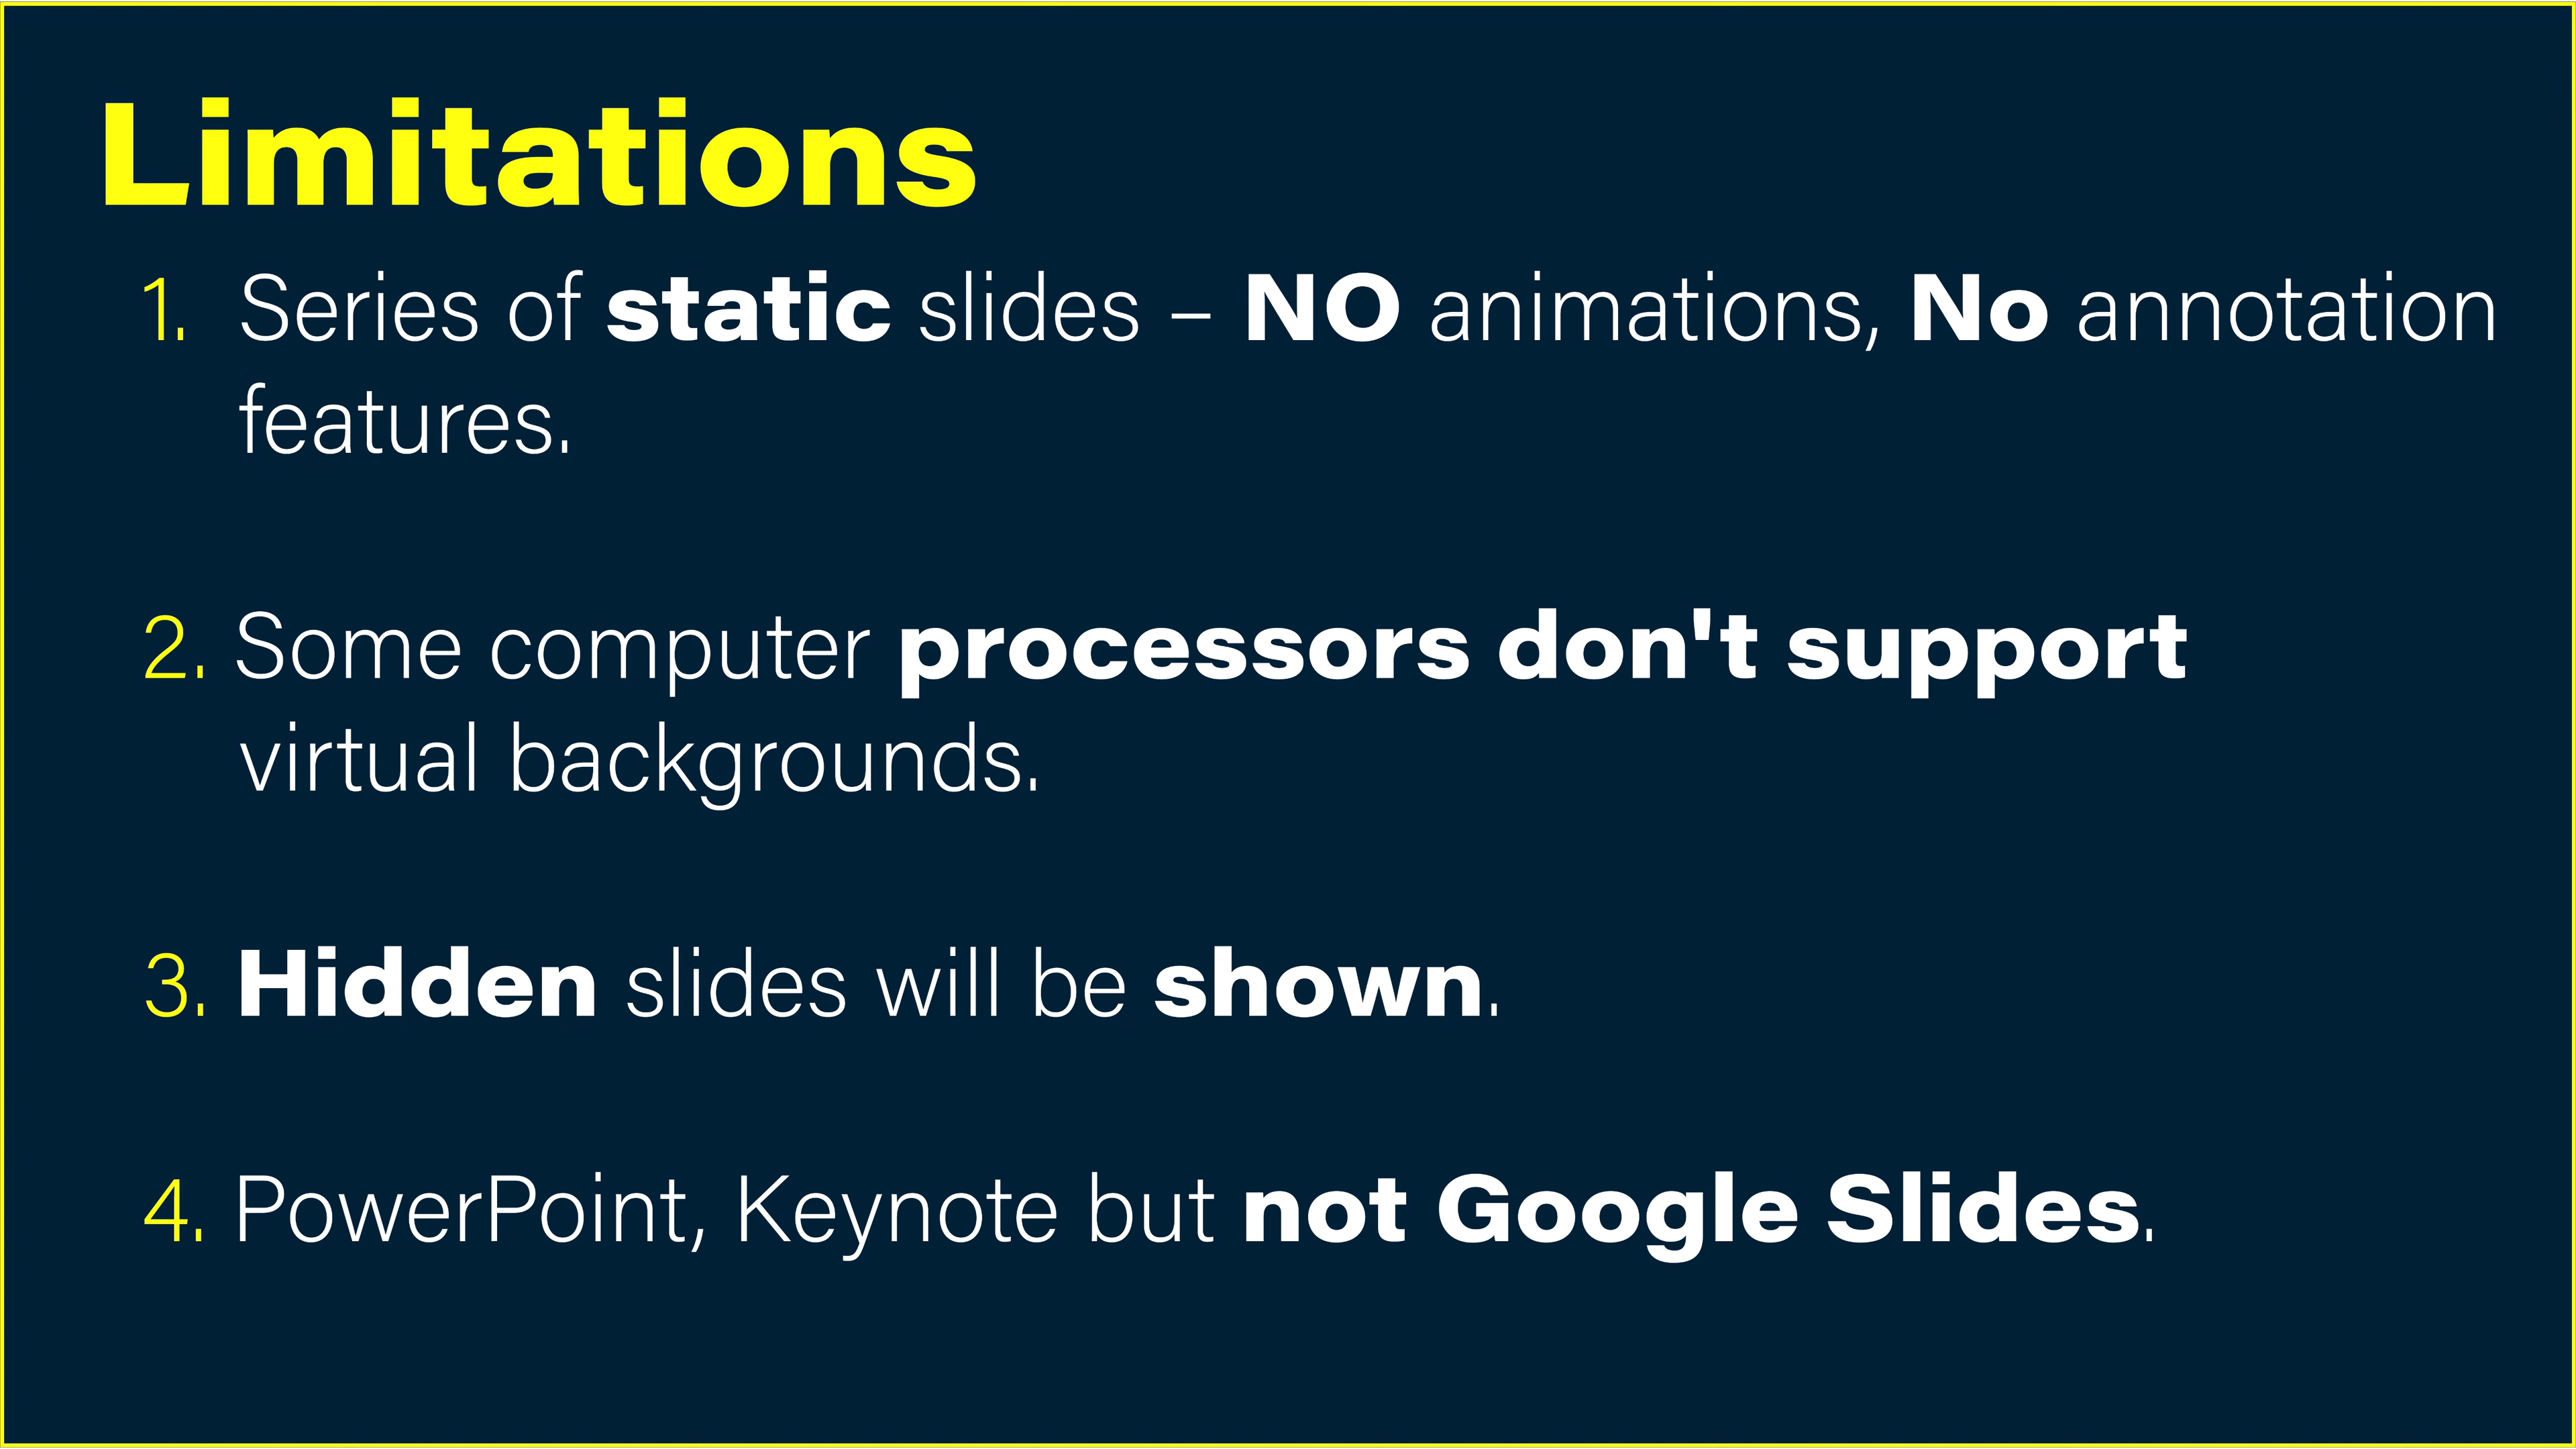 Limitations
1. Series of static slides – NO animations, No annotation
features.
2. Some computer processors don't support
virtual backgrounds.
3. Hidden slides will be shown.
4. PowerPoint, Keynote but not Google Slides.